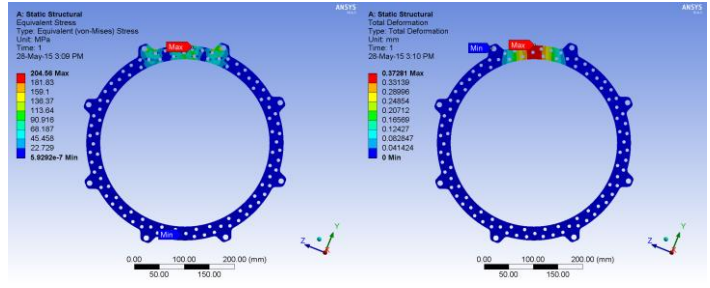 ANSYS
A: Static Structural
Equivalent Stress
Type: Equivalent (von-Mises) Stress
Unit: MPa
Time: 1
28-May-15 3:09 PM
204.56 Max
181.83
159.1
136.37
113.64
90.916
68.187
45.458
22.729
5.9292e-7 Min
Max
Min
Y
Z
X
0.00
100.00
200.00 (mm)
50.00
150.00
ANSYS
A: Static Structural
Total Deformation
Type: Total Deformation
Unit: mm
Time: 1
28-May-15 3:10 PM
0.37281 Max
0.33139
0.28996
0.24854
0.20712
0.16569
0.12427
0.082847
0.041424
0 Min
Min
Max
Y
Z
X
0.00
100.00
200.00 (mm)
50.00
150.00